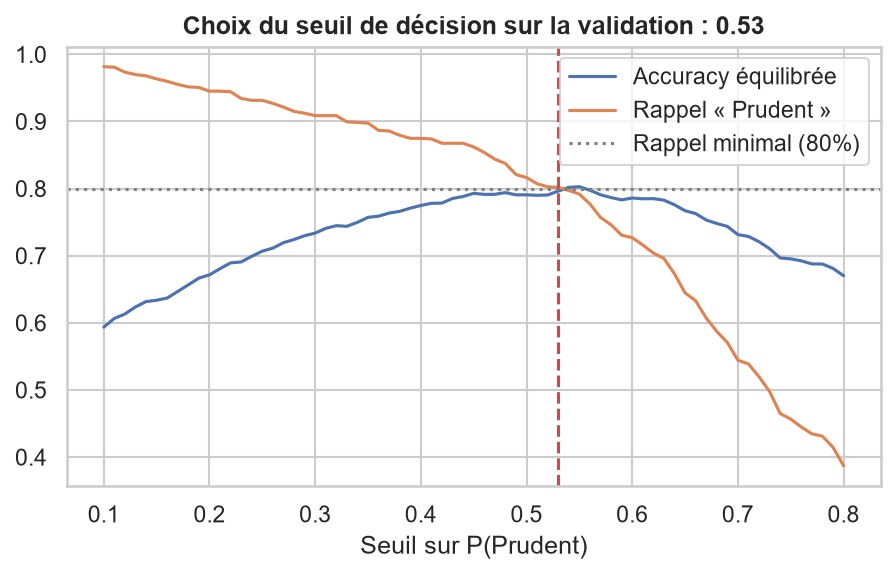 Choix du seuil de décision sur la validation : 0.53
1.0
0.9
0.8
0.7
0.6
0.5
0.4
Accuracy équilibrée
Rappel « Prudent »
Rappel minimal (80%)
0.1 0.2 0.3 0.4 0.5 0.6 0.7 0.8
Seuil sur P(Prudent)